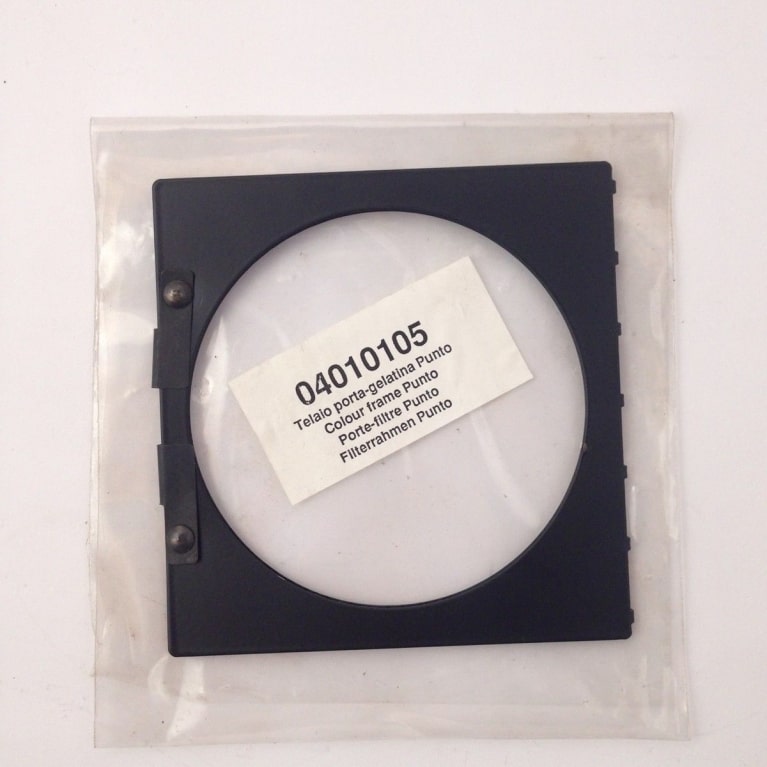 04010105
Telaio porta-gelatina Punto
Colour frame Punto
Porte-filtre Punto
Filterrahmen Punto